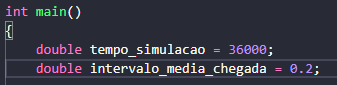 int main()
{
    double tempo_simulacao = 36000;
    double intervalo_media_chegada = 0.2;